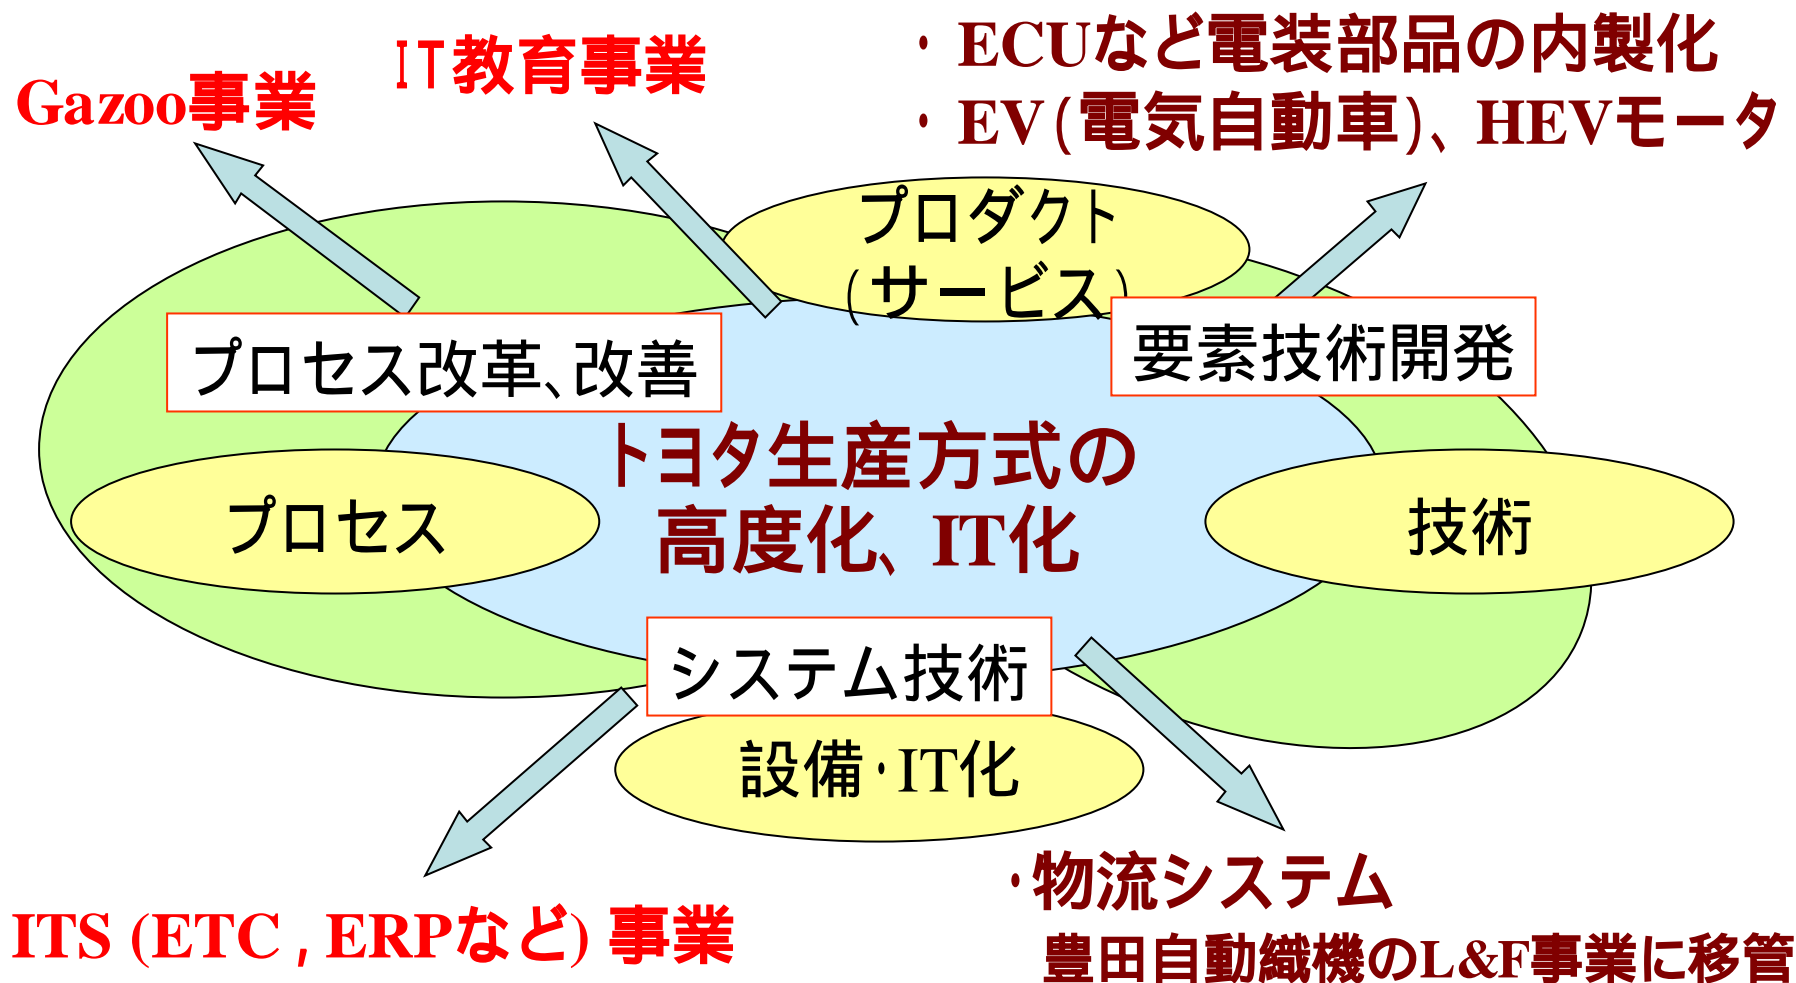 Gazoo事業
IT教育事業
・ECUなど電装部品の内製化
・EV(電気自動車)、HEVモータ
プロダクト
(サービス)
プロセス改革、改善
要素技術開発
トヨタ生産方式の
高度化、IT化
プロセス
技術
システム技術
設備・IT化
・物流システム
豊田自動織機のL&F事業に移管
ITS (ETC , ERPなど) 事業